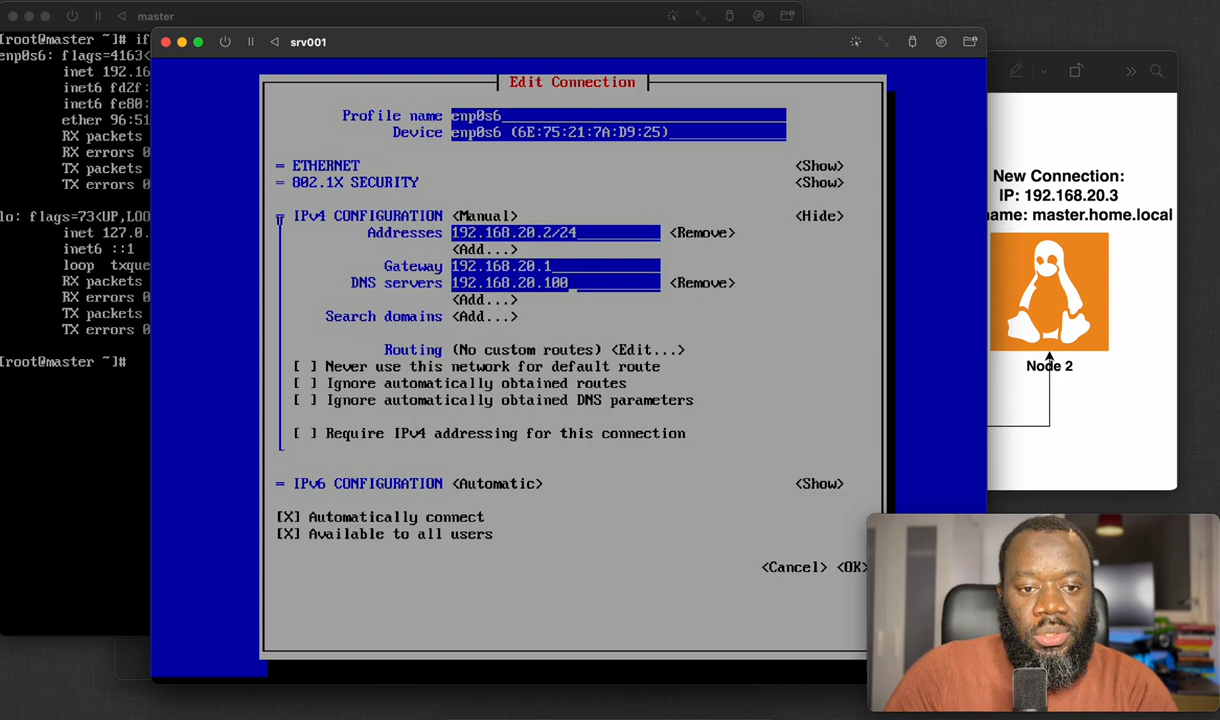 master
[root@master ~]# if
enp0s6: flags=4163<
inet 192.16
inet6 fd2f:
inet6 fe80:
ether 96:51
RX packets
RX errors 0
TX packets
TX errors 0
lo: flags=73<UP,LOO
inet 127.0.
inet6 ::1
loop txque
RX packets
RX errors 0
TX packets
TX errors 0
[root@master ~]#
srv001
Edit Connection
Profile name enp0s6
Device enp0s6 (6E:75:21:7A:D9:25)
= ETHERNET <Show>
= 802.1X SECURITY <Show>
IPv4 CONFIGURATION <Manual> <Hide>
Addresses 192.168.20.2/24 <Remove>
<Add...>
Gateway 192.168.20.1
DNS servers 192.168.20.100 <Remove>
<Add...>
Search domains <Add...>
Routing (No custom routes) <Edit...>
[ ] Never use this network for default route
[ ] Ignore automatically obtained routes
[ ] Ignore automatically obtained DNS parameters
[ ] Require IPv4 addressing for this connection
= IPv6 CONFIGURATION <Automatic> <Show>
[X] Automatically connect
[X] Available to all users
<Cancel> <OK>
New Connection:
IP: 192.168.20.3
name: master.home.local
Node 2